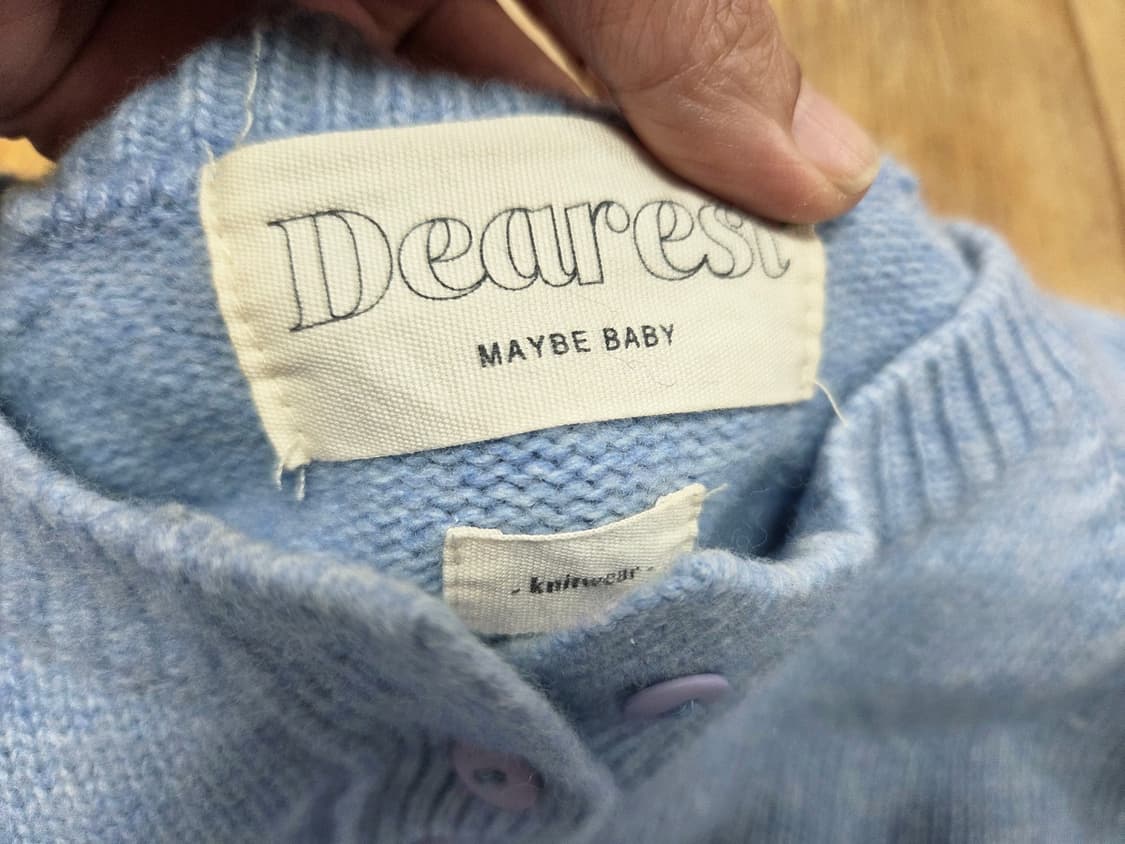 Dearest
MAYBE BABY
- knitwear -